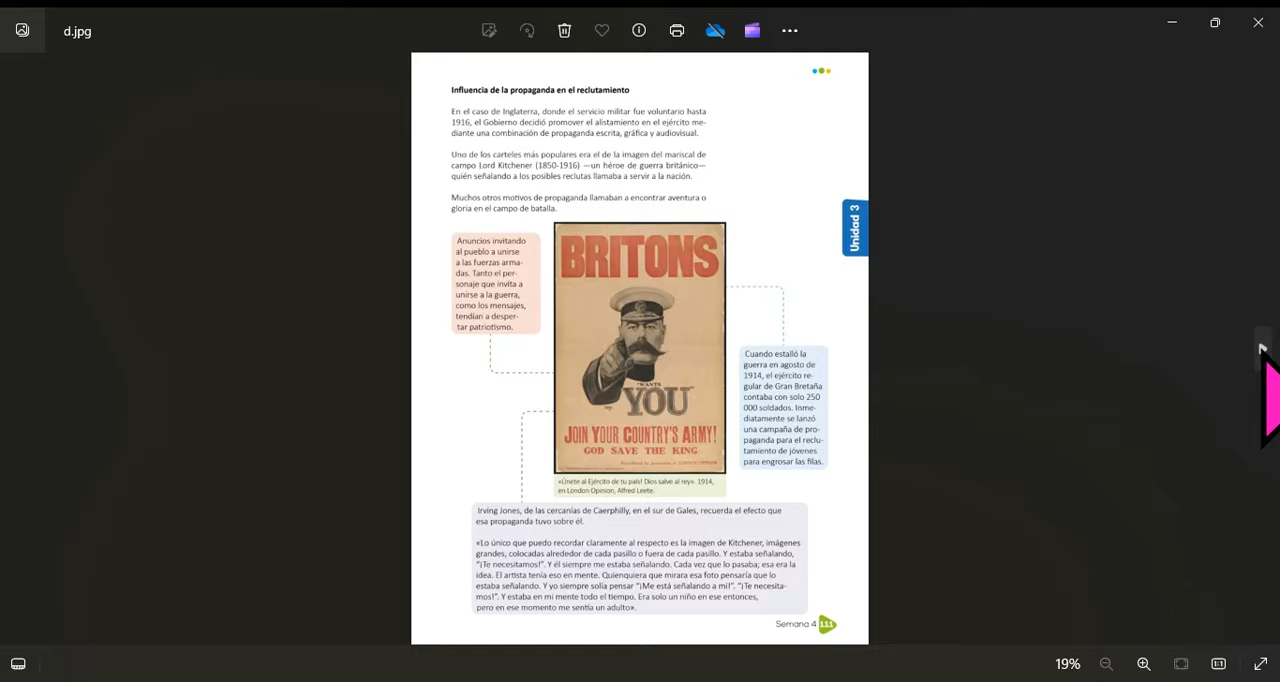 d.jpg
Influencia de la propaganda en el reclutamiento
En el caso de Inglaterra, donde el servicio militar fue voluntario hasta
1916, el Gobierno decidió promover el alistamiento en el ejército me-
diante una combinación de propaganda escrita, gráfica y audiovisual.
Uno de los carteles más populares era el de la imagen del mariscal de
campo Lord Kitchener (1850-1916) —un héroe de guerra británico—
quién señalando a los posibles reclutas llamaba a servir a la nación.
Muchos otros motivos de propaganda llamaban a encontrar aventura o
gloria en el campo de batalla.
Unidad 3
Anuncios invitando
al pueblo a unirse
a las fuerzas arma-
das. Tanto el per-
sonaje que invita a
unirse a la guerra,
como los mensajes,
tendían a desper-
tar patriotismo.
BRITONS
"WANTS
YOU
JOIN YOUR COUNTRY'S ARMY!
GOD SAVE THE KING
Cuando estalló la
guerra en agosto de
1914, el ejército re-
gular de Gran Bretaña
contaba con solo 250
000 soldados. Inme-
diatamente se lanzó
una campaña de pro-
paganda para el reclu-
tamiento de jóvenes
para engrosar las filas.
«Únete al Ejército de tu país! Dios salve al rey». 1914,
en London Opinion, Alfred Leete.
Irving Jones, de las cercanías de Caerphilly, en el sur de Gales, recuerda el efecto que
esa propaganda tuvo sobre él.
«Lo único que puedo recordar claramente al respecto es la imagen de Kitchener, imágenes
grandes, colocadas alrededor de cada pasillo o fuera de cada pasillo. Y estaba señalando,
"¡Te necesitamos!". Y él siempre me estaba señalando. Cada vez que lo pasaba; esa era la
idea. El artista tenía eso en mente. Quienquiera que mirara esa foto pensaría que lo
estaba señalando. Y yo siempre solía pensar "¡Me está señalando a mí!". "¡Te necesita-
mos!". Y estaba en mi mente todo el tiempo. Era solo un niño en ese entonces,
pero en ese momento me sentía un adulto».
Semana 4 111
19%
1:1